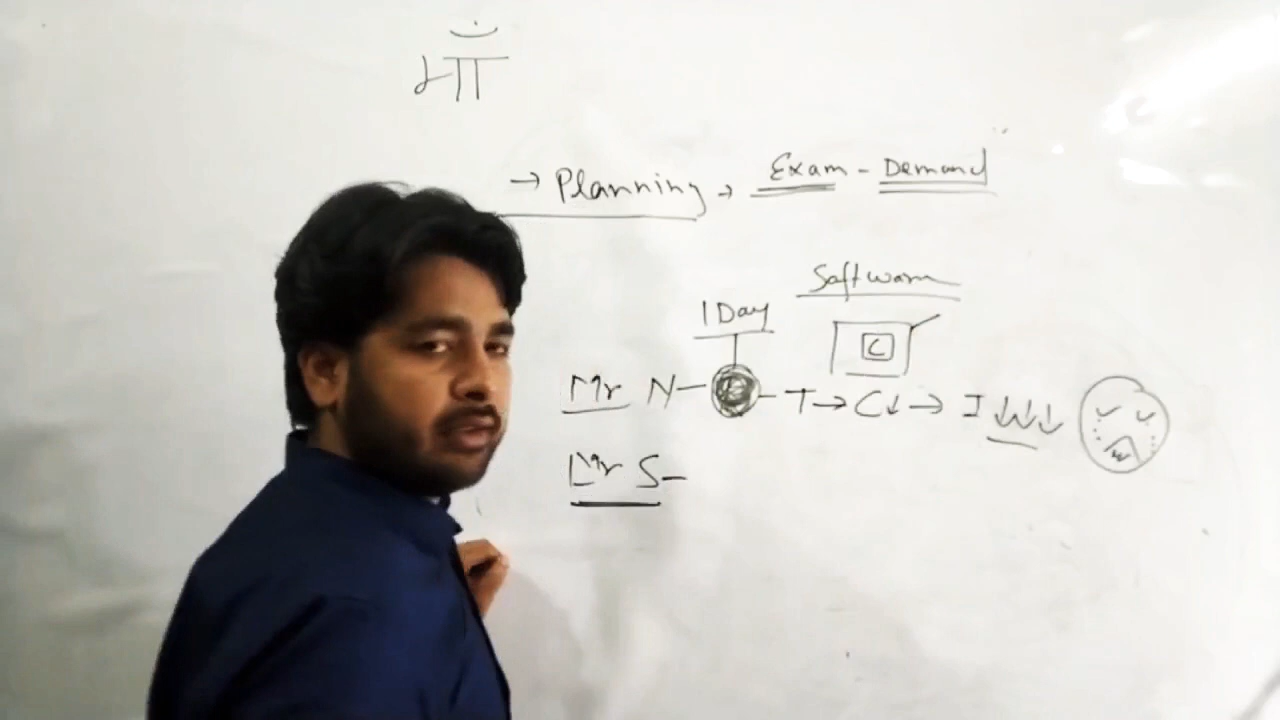 माँ
→ Planning → Exam - Demand
Software
1 Day
C
Mr N - T → C↓ → I ↓↓↓
Mr S-